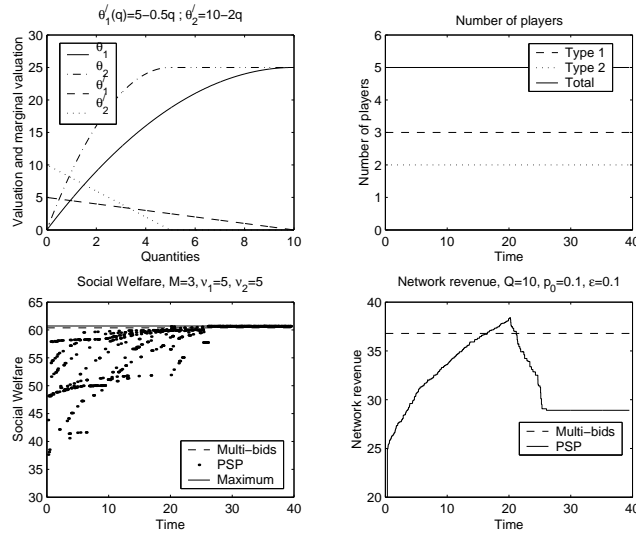 θ′1(q)=5−0.5q ; θ′2=10−2q
Valuation and marginal valuation
30
25
20
15
10
5
0
θ1
θ2
θ′1
θ′2
0 2 4 6 8 10
Quantities
Number of players
Number of players
6
5
4
3
2
1
0
Type 1
Type 2
Total
0 10 20 30 40
Time
Social Welfare, M=3, ν1=5, ν2=5
Social Welfare
65
60
55
50
45
40
35
30
Multi−bids
PSP
Maximum
0 10 20 30 40
Time
Network revenue, Q=10, p0=0.1, ε=0.1
Network revenue
40
35
30
25
20
Multi−bids
PSP
0 10 20 30 40
Time